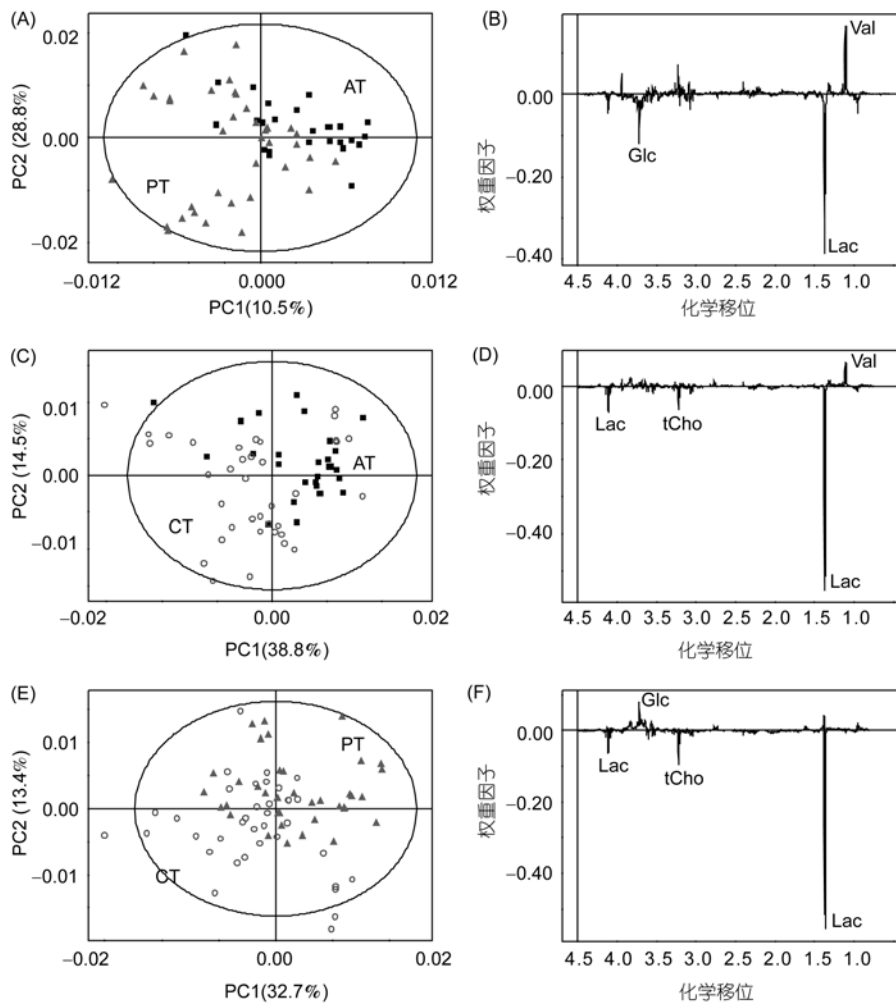 (A)
0.02
0.00
−0.02
PC2 (28.8%)
AT
PT
−0.012
0.000
0.012
PC1(10.5%)
(B)
0.00
−0.20
−0.40
权重因子
Val
Glc
Lac
4.5 4.0 3.5 3.0 2.5 2.0 1.5 1.0
化学移位
(C)
0.01
0.00
−0.01
PC2 (14.5%)
AT
CT
−0.02
0.00
0.02
PC1(38.8%)
(D)
0.00
−0.20
−0.40
权重因子
Val
Lac
tCho
Lac
4.5 4.0 3.5 3.0 2.5 2.0 1.5 1.0
化学移位
(E)
0.01
0.00
−0.01
PC2 (13.4%)
PT
CT
−0.02
0.00
0.02
PC1(32.7%)
(F)
0.00
−0.20
−0.40
权重因子
Glc
Lac
tCho
Lac
4.5 4.0 3.5 3.0 2.5 2.0 1.5 1.0
化学移位